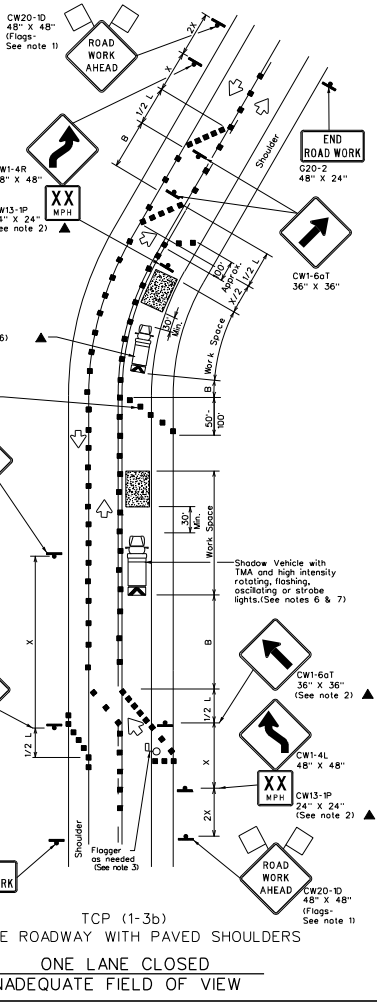 CW20-1D
48" X 48"
(Flags-
See note 1)
ROAD
WORK
AHEAD
2X
X
1/2 L
B
Shoulder
END
ROAD WORK
G20-2
48" X 24"
W1-4R
8" X 48"
XX
MPH
W13-1P
4" X 24"
ee note 2)
CW1-6aT
36" X 36"
100'
Approx.
1/2 L
X/2
30'
Min.
Work Space
6)
B
50'-
100'
30'
Min.
Work Space
Shadow Vehicle with
TMA and high intensity
rotating, flashing,
oscillating or strobe
lights.(See notes 6 & 7)
X
B
CW1-6aT
36" X 36"
(See note 2)
1/2 L
1/2 L
CW1-4L
48" X 48"
X
XX
MPH
CW13-1P
24" X 24"
(See note 2)
2X
Shoulder
Flagger
as needed
(See note 3)
RK
ROAD
WORK
AHEAD
CW20-1D
48" X 48"
(Flags-
See note 1)
TCP (1-3b)
E ROADWAY WITH PAVED SHOULDERS
ONE LANE CLOSED
NADEQUATE FIELD OF VIEW